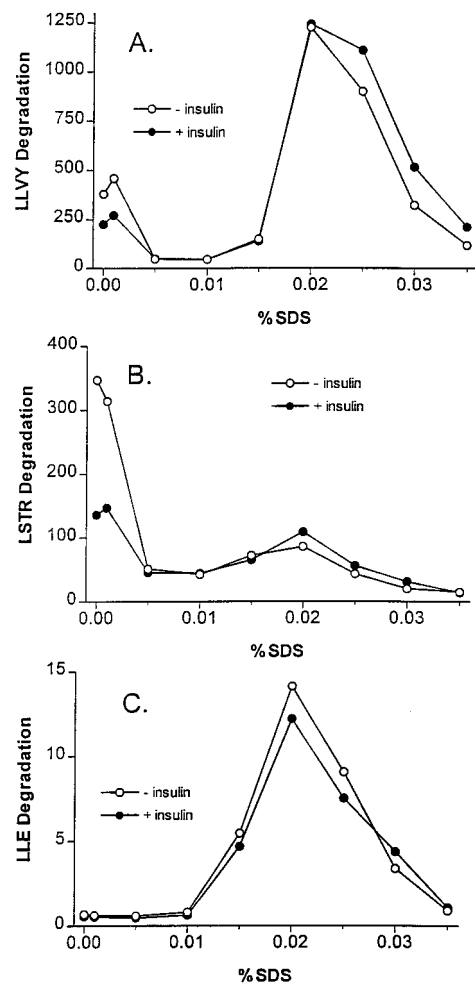 A.
LLVY Degradation
1250
1000
750
500
250
0
- insulin
+ insulin
0.00 0.01 0.02 0.03
%SDS
B.
LSTR Degradation
400
300
200
100
0
- insulin
+ insulin
0.00 0.01 0.02 0.03
%SDS
C.
LLE Degradation
15
10
5
0
- insulin
+ insulin
0.00 0.01 0.02 0.03
%SDS